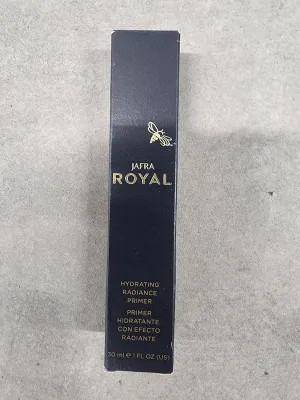 JAFRA
ROYAL
HYDRATING
RADIANCE
PRIMER
PRIMER
HIDRATANTE
CON EFECTO
RADIANTE
30 ml e 1 FL OZ (US)